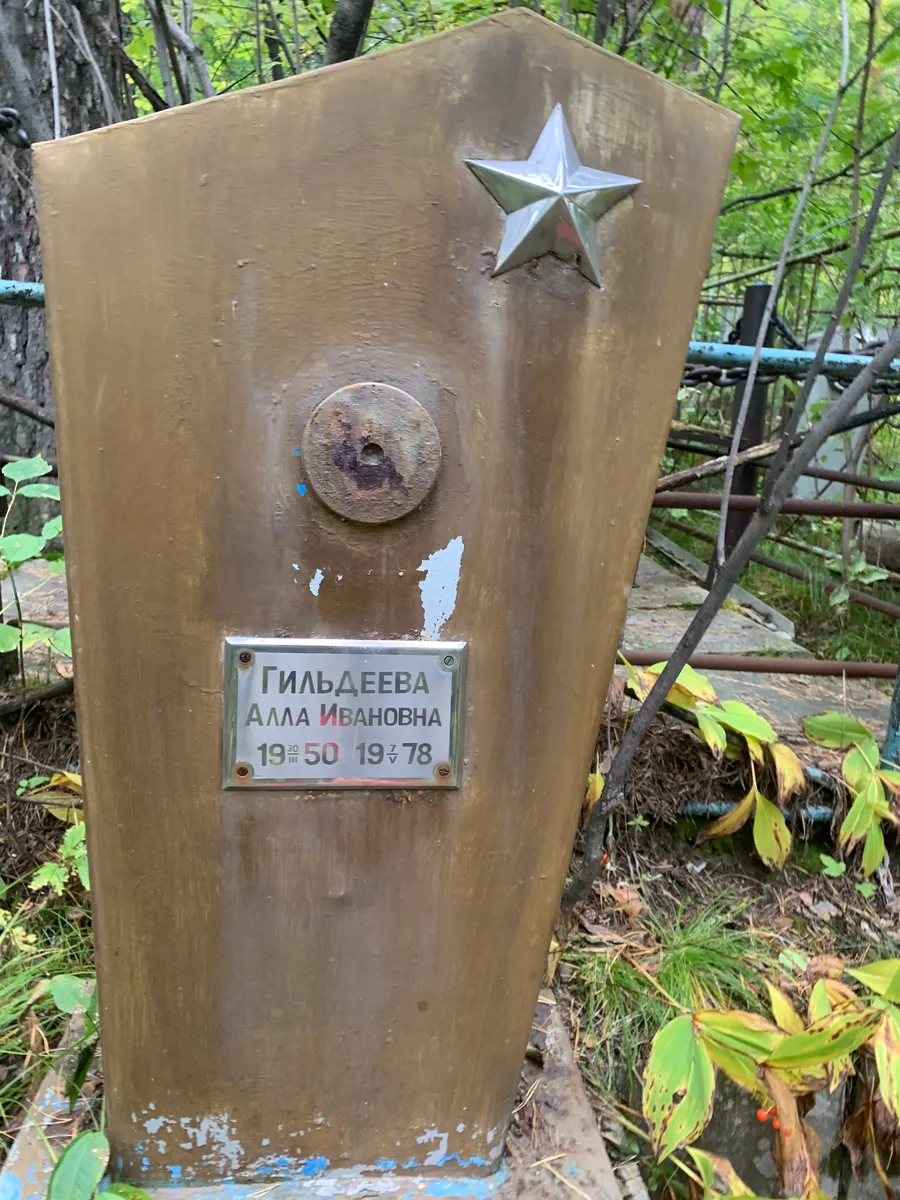 Гильдеева
Алла Ивановна
19 30/III 50 19 7/V 78